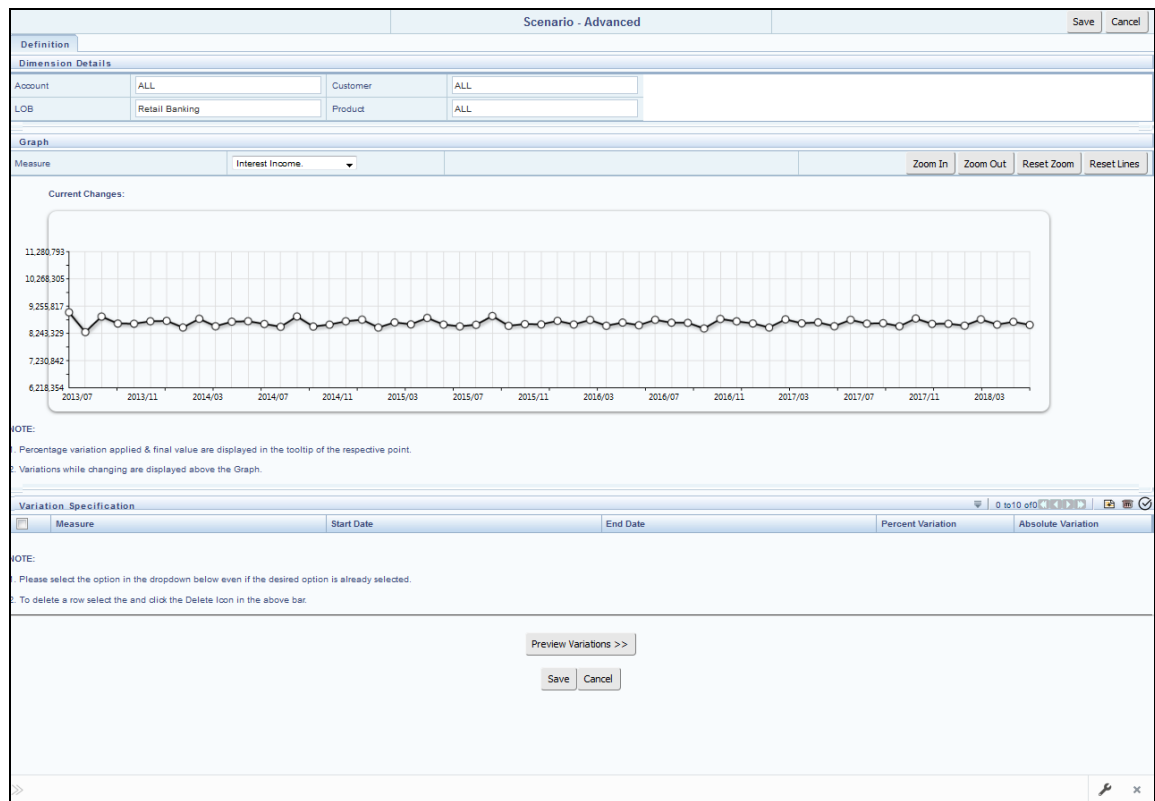 Scenario - Advanced Save Cancel
Definition
Dimension Details
Account ALL Customer ALL
LOB Retail Banking Product ALL
Graph
Measure Interest Income. Zoom In Zoom Out Reset Zoom Reset Lines
Current Changes:
11,280,793
10,268,305
9,255,817
8,243,329
7,230,842
6,218,354
2013/07 2013/11 2014/03 2014/07 2014/11 2015/03 2015/07 2015/11 2016/03 2016/07 2016/11 2017/03 2017/07 2017/11 2018/03
NOTE:
1. Percentage variation applied & final value are displayed in the tooltip of the respective point.
2. Variations while changing are displayed above the Graph.
Variation Specification 0 to10 of0
Measure Start Date End Date Percent Variation Absolute Variation
NOTE:
1. Please select the option in the dropdown below even if the desired option is already selected.
2. To delete a row select the and click the Delete Icon in the above bar.
Preview Variations >>
Save Cancel